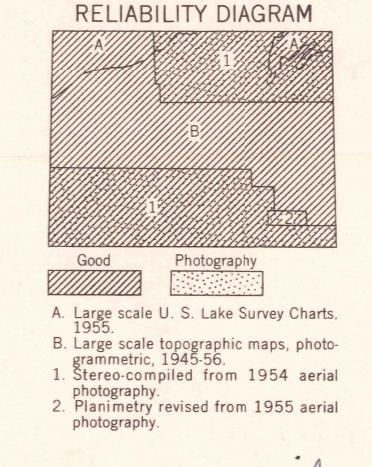 RELIABILITY DIAGRAM
A 1 A
B
1
2
Good Photography
A. Large scale U. S. Lake Survey Charts,
1955.
B. Large scale topographic maps, photo-
grammetric, 1945-56.
1. Stereo-compiled from 1954 aerial
photography.
2. Planimetry revised from 1955 aerial
photography.